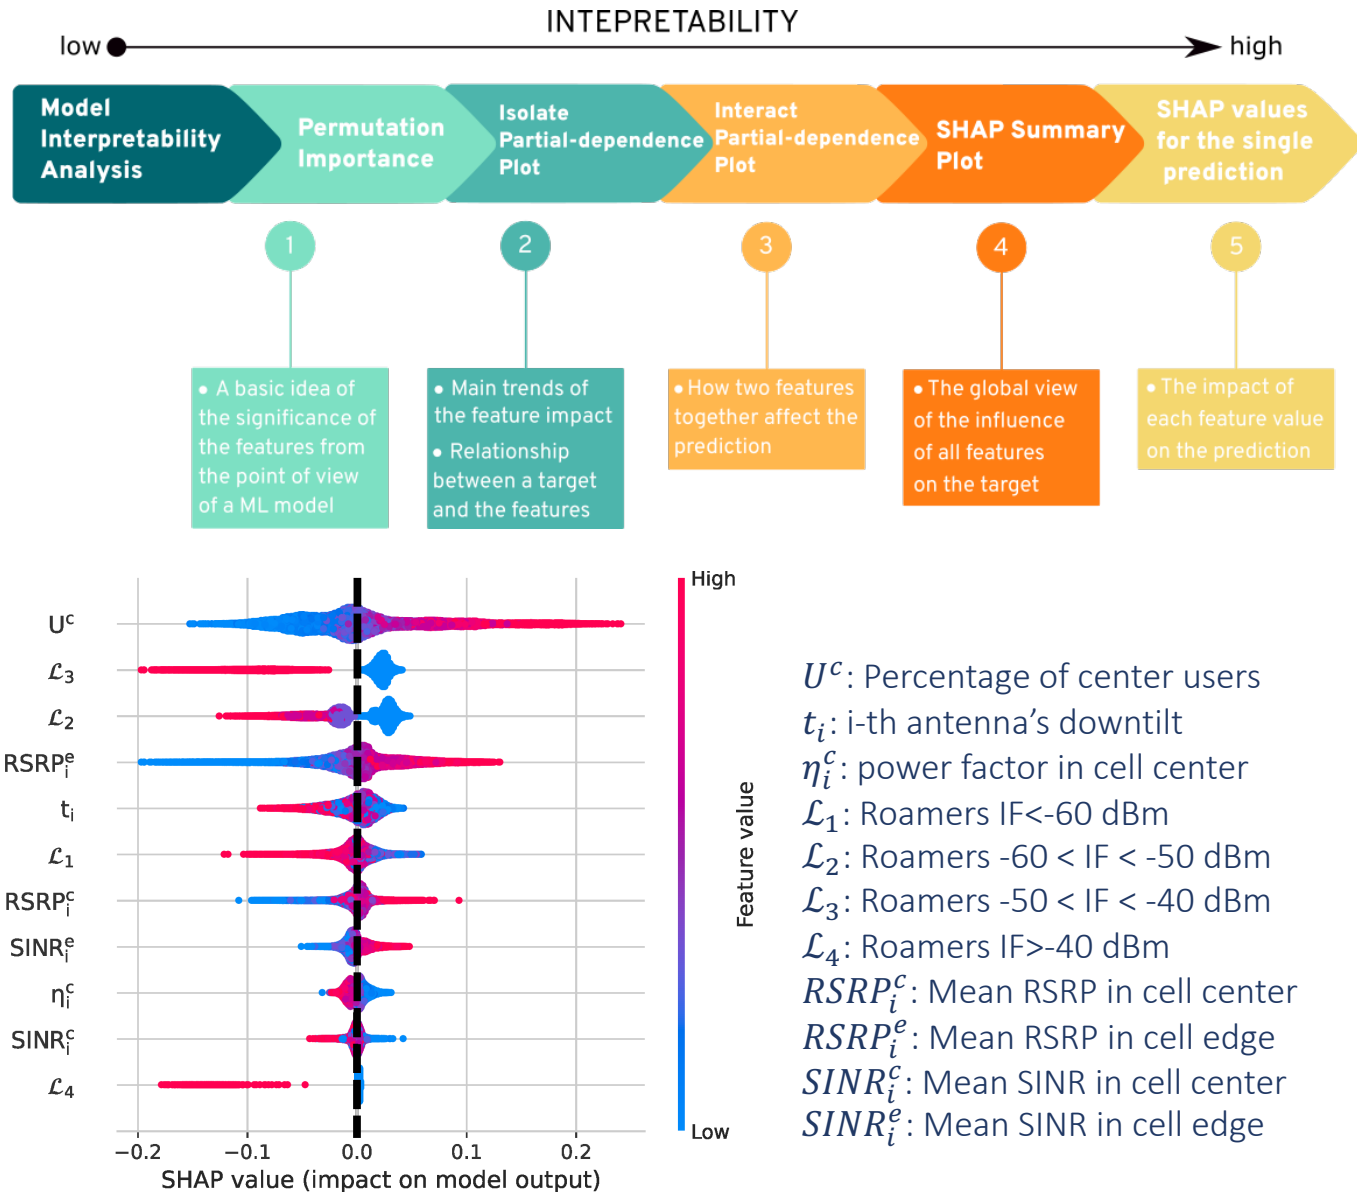 INTEPRETABILITY
low
high
Model
Interpretability
Analysis
Permutation
Importance
Isolate
Partial-dependence
Plot
Interact
Partial-dependence
Plot
SHAP Summary
Plot
SHAP values
for the single
prediction
1
2
3
4
5
• A basic idea of
the significance of
the features from
the point of view
of a ML model
• Main trends of
the feature impact
• Relationship
between a target
and the features
• How two features
together affect the
prediction
• The global view
of the influence
of all features
on the target
• The impact of
each feature value
on the prediction
Uᶜ
ℒ₃
ℒ₂
RSRPᵢᵉ
tᵢ
ℒ₁
RSRPᵢᶜ
SINRᵢᵉ
ηᵢᶜ
SINRᵢᶜ
ℒ₄
−0.2
−0.1
0.0
0.1
0.2
SHAP value (impact on model output)
High
Low
Feature value
Uᶜ: Percentage of center users
tᵢ: i-th antenna’s downtilt
ηᵢᶜ: power factor in cell center
ℒ₁: Roamers IF<-60 dBm
ℒ₂: Roamers -60 < IF < -50 dBm
ℒ₃: Roamers -50 < IF < -40 dBm
ℒ₄: Roamers IF>-40 dBm
RSRPᵢᶜ: Mean RSRP in cell center
RSRPᵢᵉ: Mean RSRP in cell edge
SINRᵢᶜ: Mean SINR in cell center
SINRᵢᵉ: Mean SINR in cell edge